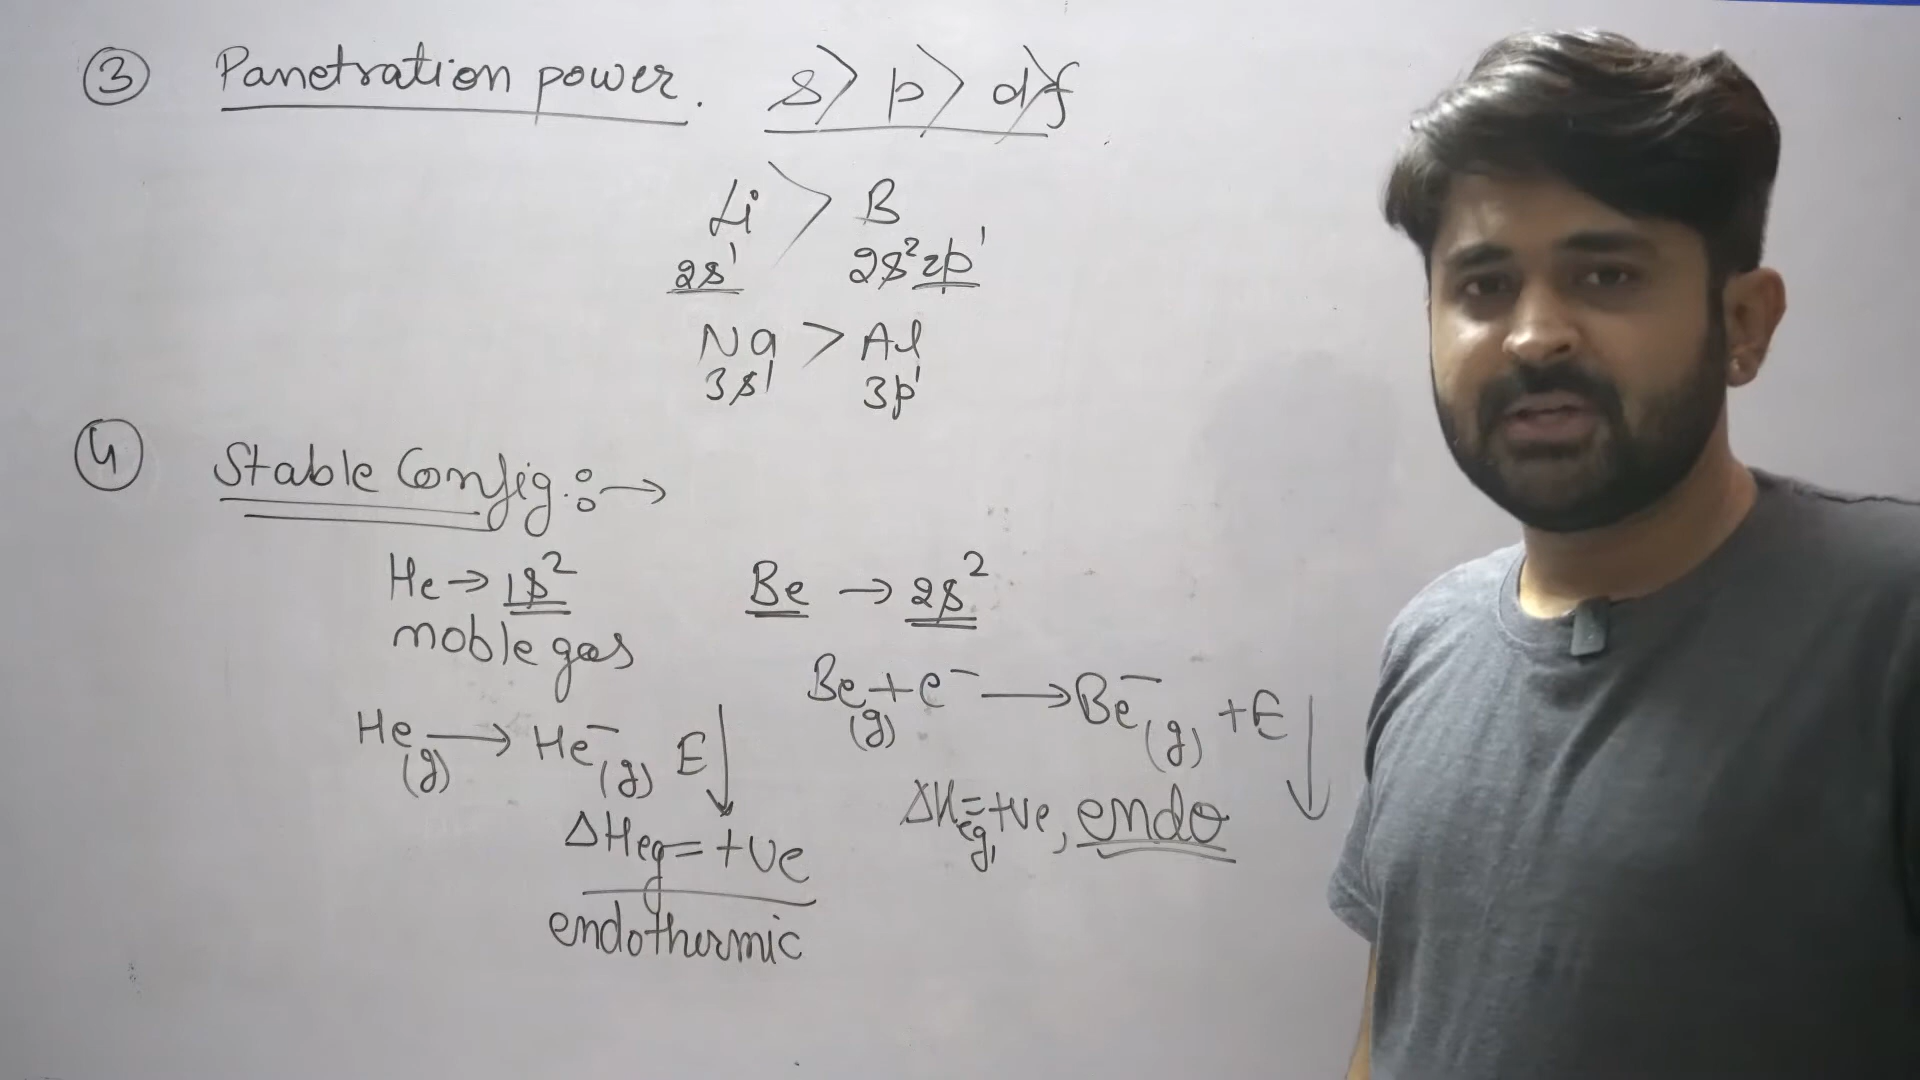 ③ Panetration power. s > p > d > f
Li > B
2s¹ 2s² 2p¹
Na > Al
3s¹ 3p¹
④ Stable Config.:→
He → 1s² Be → 2s²
noble gas
Be(g) + e⁻ → Be⁻(g) + E ↓
He(g) → He⁻(g) E ↓
ΔHeg = +ve, endo
ΔHeg = +ve
endothermic